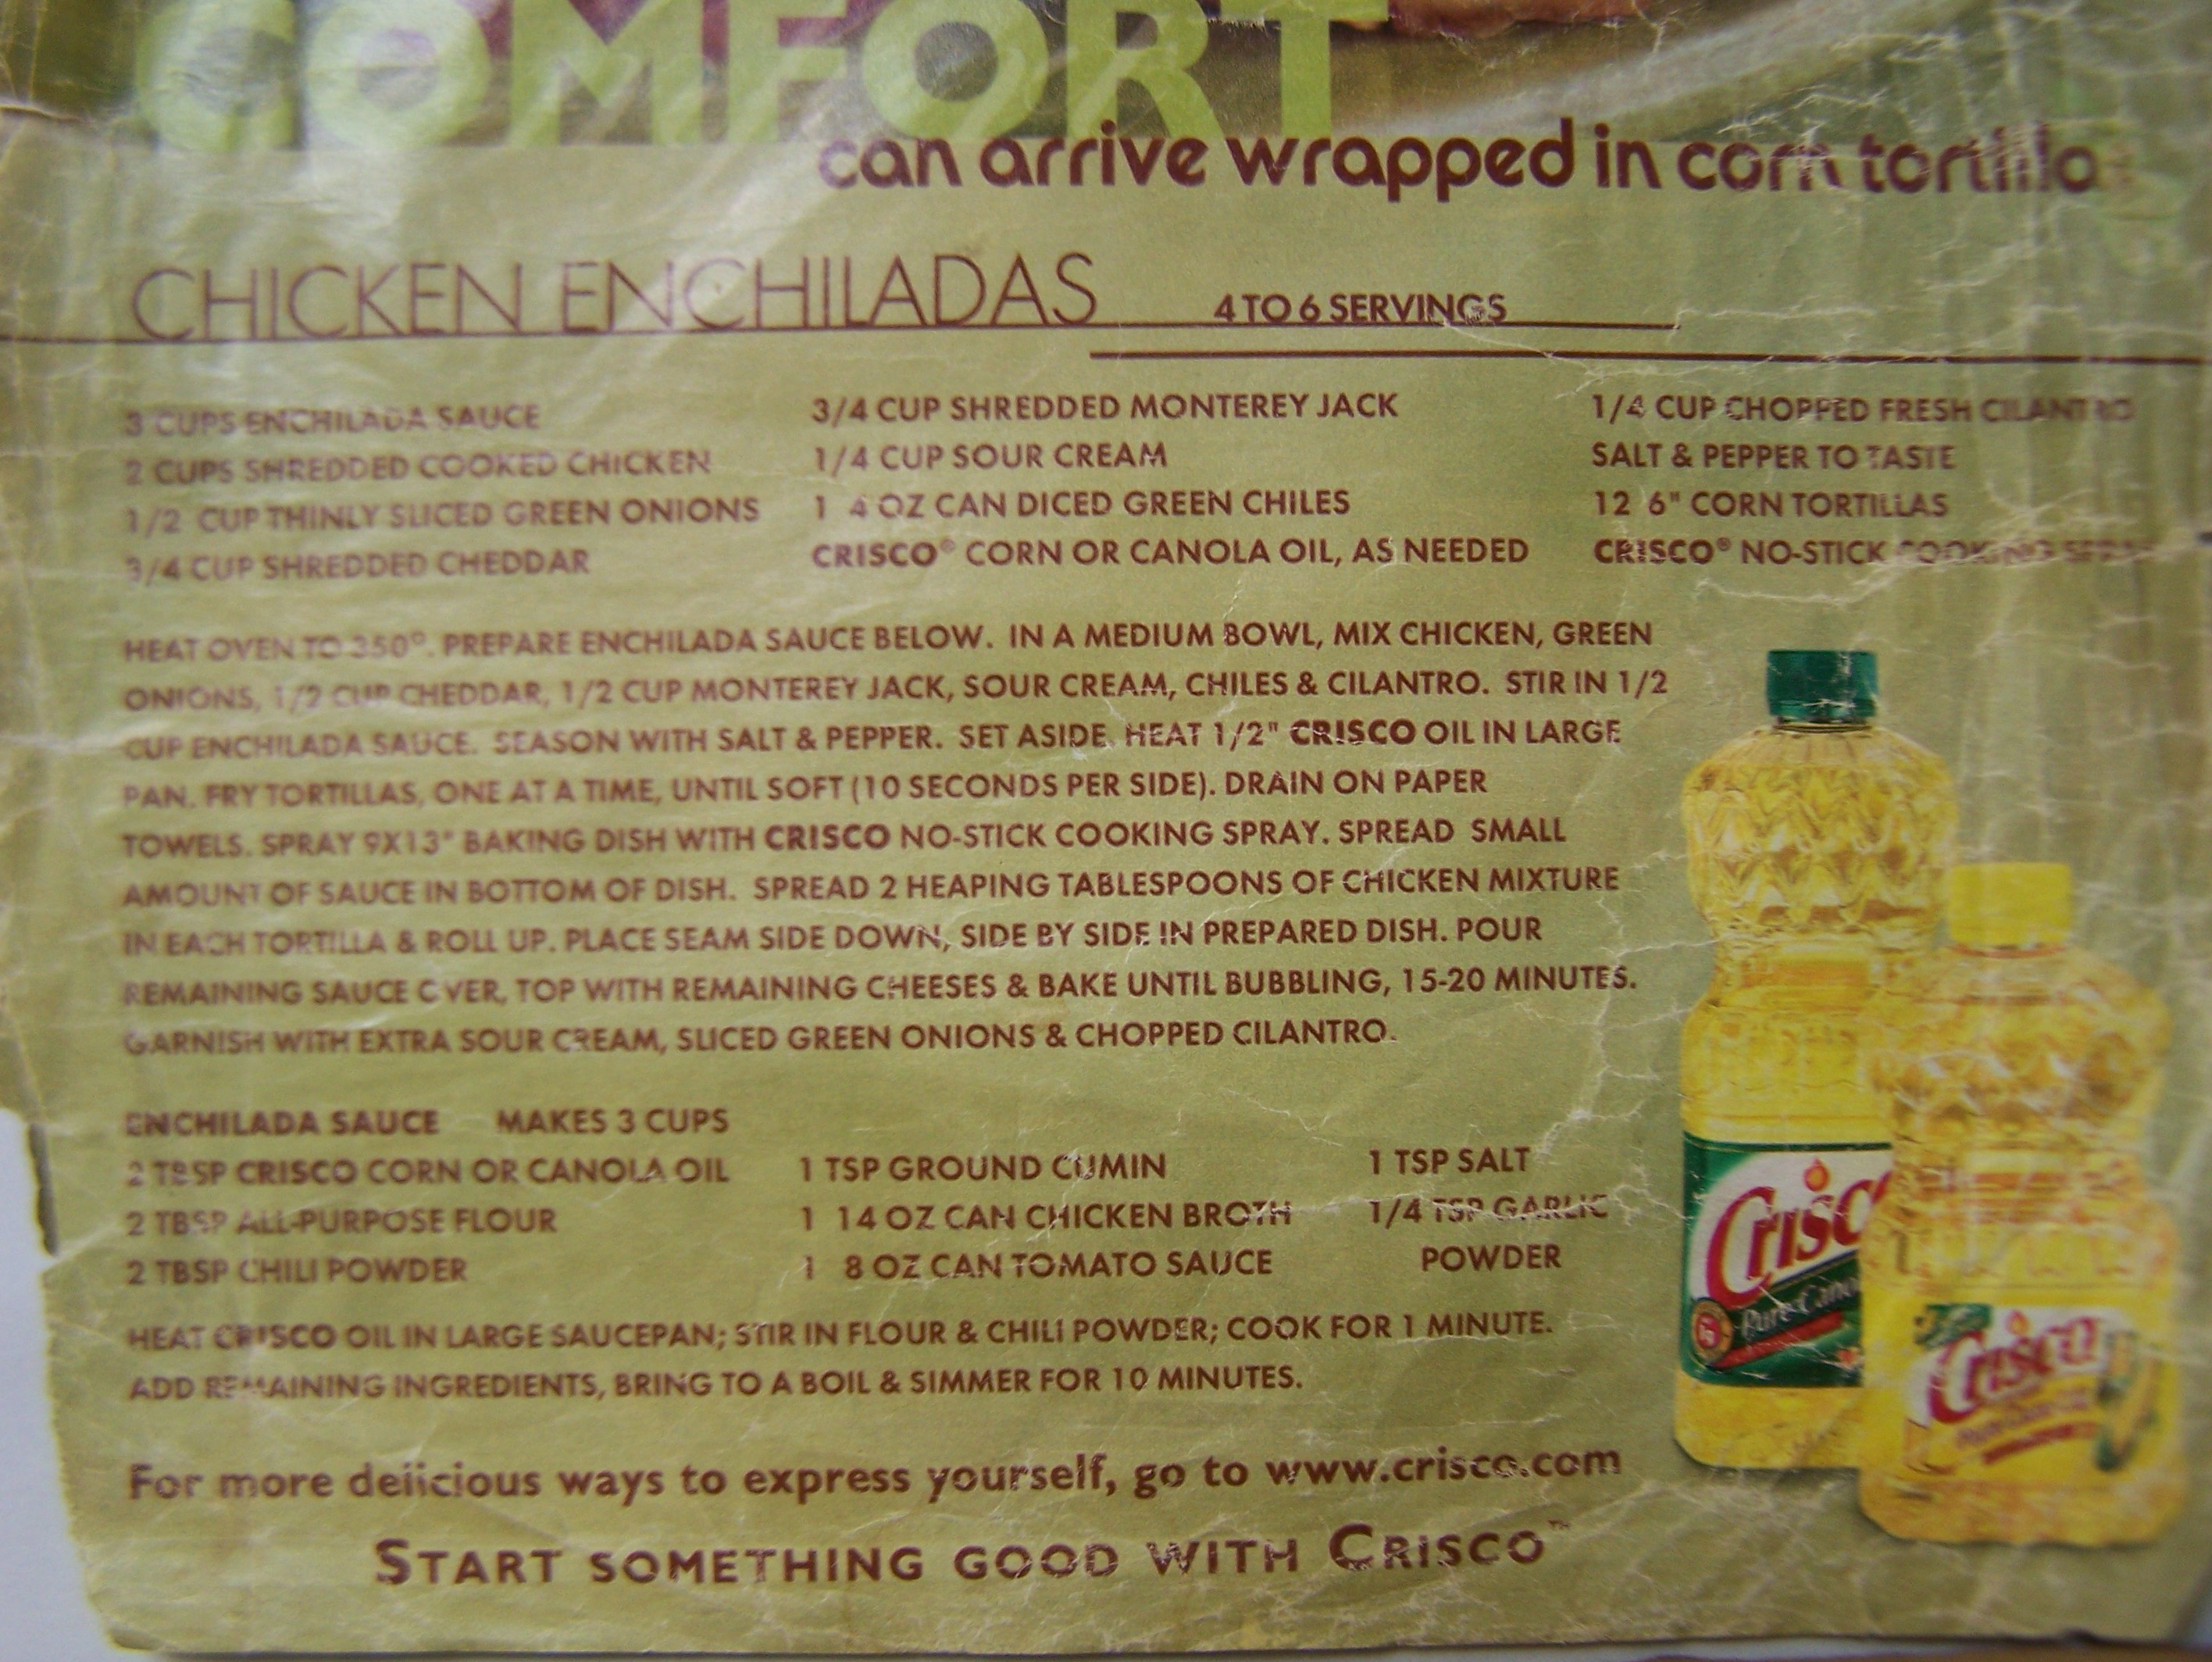 COMFORT
can arrive wrapped in corn tortilla
CHICKEN ENCHILADAS 4 TO 6 SERVINGS
3 CUPS ENCHILADA SAUCE
2 CUPS SHREDDED COOKED CHICKEN
1/2 CUP THINLY SLICED GREEN ONIONS
3/4 CUP SHREDDED CHEDDAR
3/4 CUP SHREDDED MONTEREY JACK
1/4 CUP SOUR CREAM
1 4 OZ CAN DICED GREEN CHILES
CRISCO® CORN OR CANOLA OIL, AS NEEDED
1/4 CUP CHOPPED FRESH CILANTRO
SALT & PEPPER TO TASTE
12 6" CORN TORTILLAS
CRISCO® NO-STICK COOKING SPRAY
HEAT OVEN TO 350°. PREPARE ENCHILADA SAUCE BELOW. IN A MEDIUM BOWL, MIX CHICKEN, GREEN
ONIONS, 1/2 CUP CHEDDAR, 1/2 CUP MONTEREY JACK, SOUR CREAM, CHILES & CILANTRO. STIR IN 1/2
CUP ENCHILADA SAUCE. SEASON WITH SALT & PEPPER. SET ASIDE. HEAT 1/2" CRISCO OIL IN LARGE
PAN. FRY TORTILLAS, ONE AT A TIME, UNTIL SOFT (10 SECONDS PER SIDE). DRAIN ON PAPER
TOWELS. SPRAY 9X13" BAKING DISH WITH CRISCO NO-STICK COOKING SPRAY. SPREAD SMALL
AMOUNT OF SAUCE IN BOTTOM OF DISH. SPREAD 2 HEAPING TABLESPOONS OF CHICKEN MIXTURE
IN EACH TORTILLA & ROLL UP. PLACE SEAM SIDE DOWN, SIDE BY SIDE IN PREPARED DISH. POUR
REMAINING SAUCE OVER, TOP WITH REMAINING CHEESES & BAKE UNTIL BUBBLING, 15-20 MINUTES.
GARNISH WITH EXTRA SOUR CREAM, SLICED GREEN ONIONS & CHOPPED CILANTRO.
ENCHILADA SAUCE MAKES 3 CUPS
2 TBSP CRISCO CORN OR CANOLA OIL
2 TBSP ALL-PURPOSE FLOUR
2 TBSP CHILI POWDER
1 TSP GROUND CUMIN
1 14 OZ CAN CHICKEN BROTH
1 8 OZ CAN TOMATO SAUCE
1 TSP SALT
1/4 TSP GARLIC
POWDER
HEAT CRISCO OIL IN LARGE SAUCEPAN; STIR IN FLOUR & CHILI POWDER; COOK FOR 1 MINUTE.
ADD REMAINING INGREDIENTS, BRING TO A BOIL & SIMMER FOR 10 MINUTES.
For more delicious ways to express yourself, go to www.crisco.com
START SOMETHING GOOD WITH CRISCO™
Crisco
Pure
Crisco